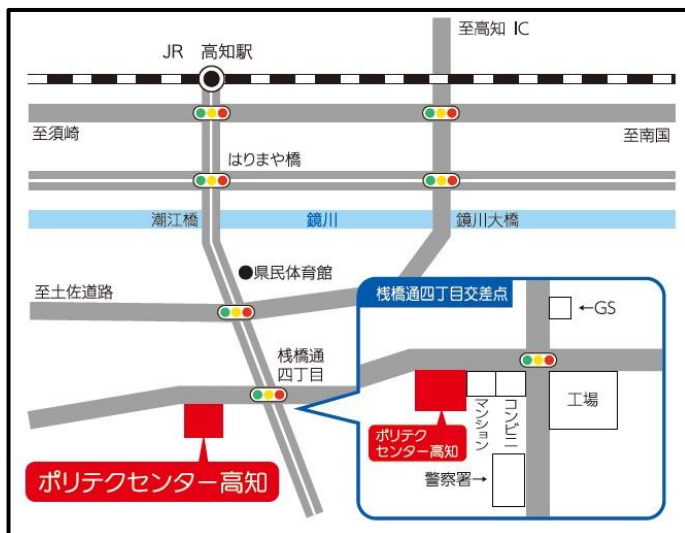 至高知 IC
JR 高知駅
至須崎
至南国
はりまや橋
潮江橋
鏡川
鏡川大橋
●県民体育館
至土佐道路
桟橋通四丁目交差点
←GS
桟橋通
四丁目
マンション
コンビニ
工場
ポリテク
センター高知
警察署→
ポリテクセンター高知